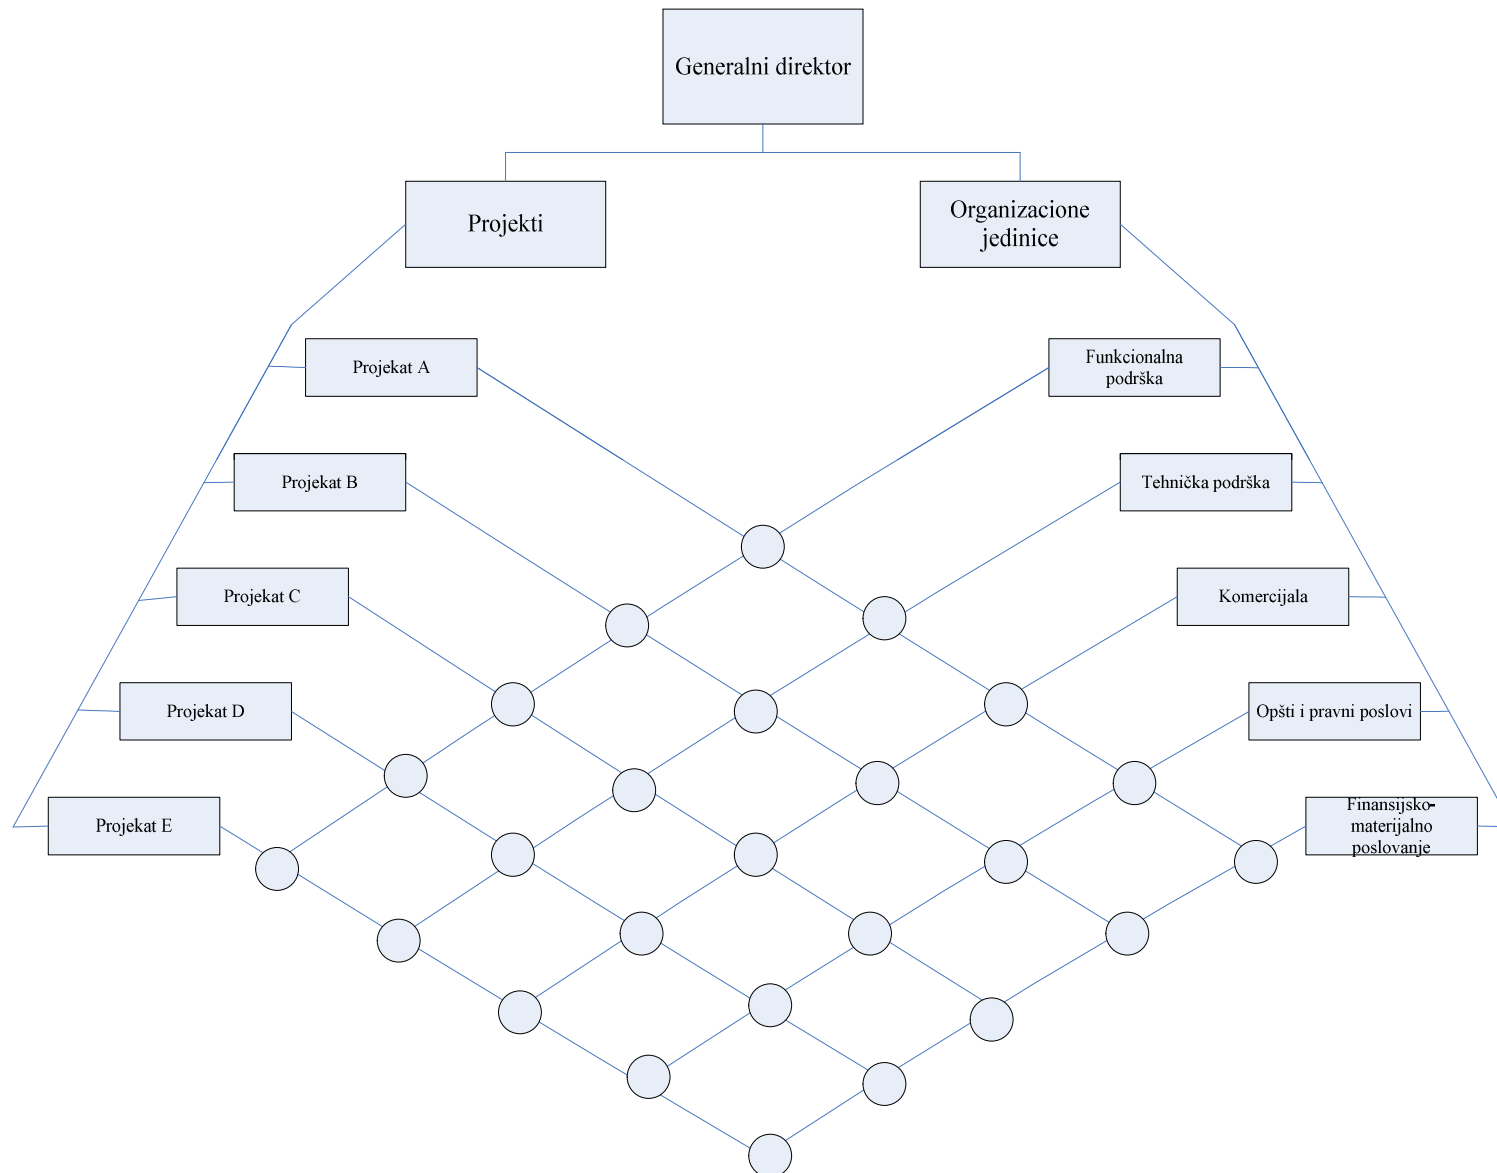 Generalni direktor
Projekti
Organizacione
jedinice
Projekat A
Funkcionalna
podrška
Projekat B
Tehnička podrška
Projekat C
Komercijala
Projekat D
Opšti i pravni poslovi
Projekat E
Finansijsko-
materijalno
poslovanje